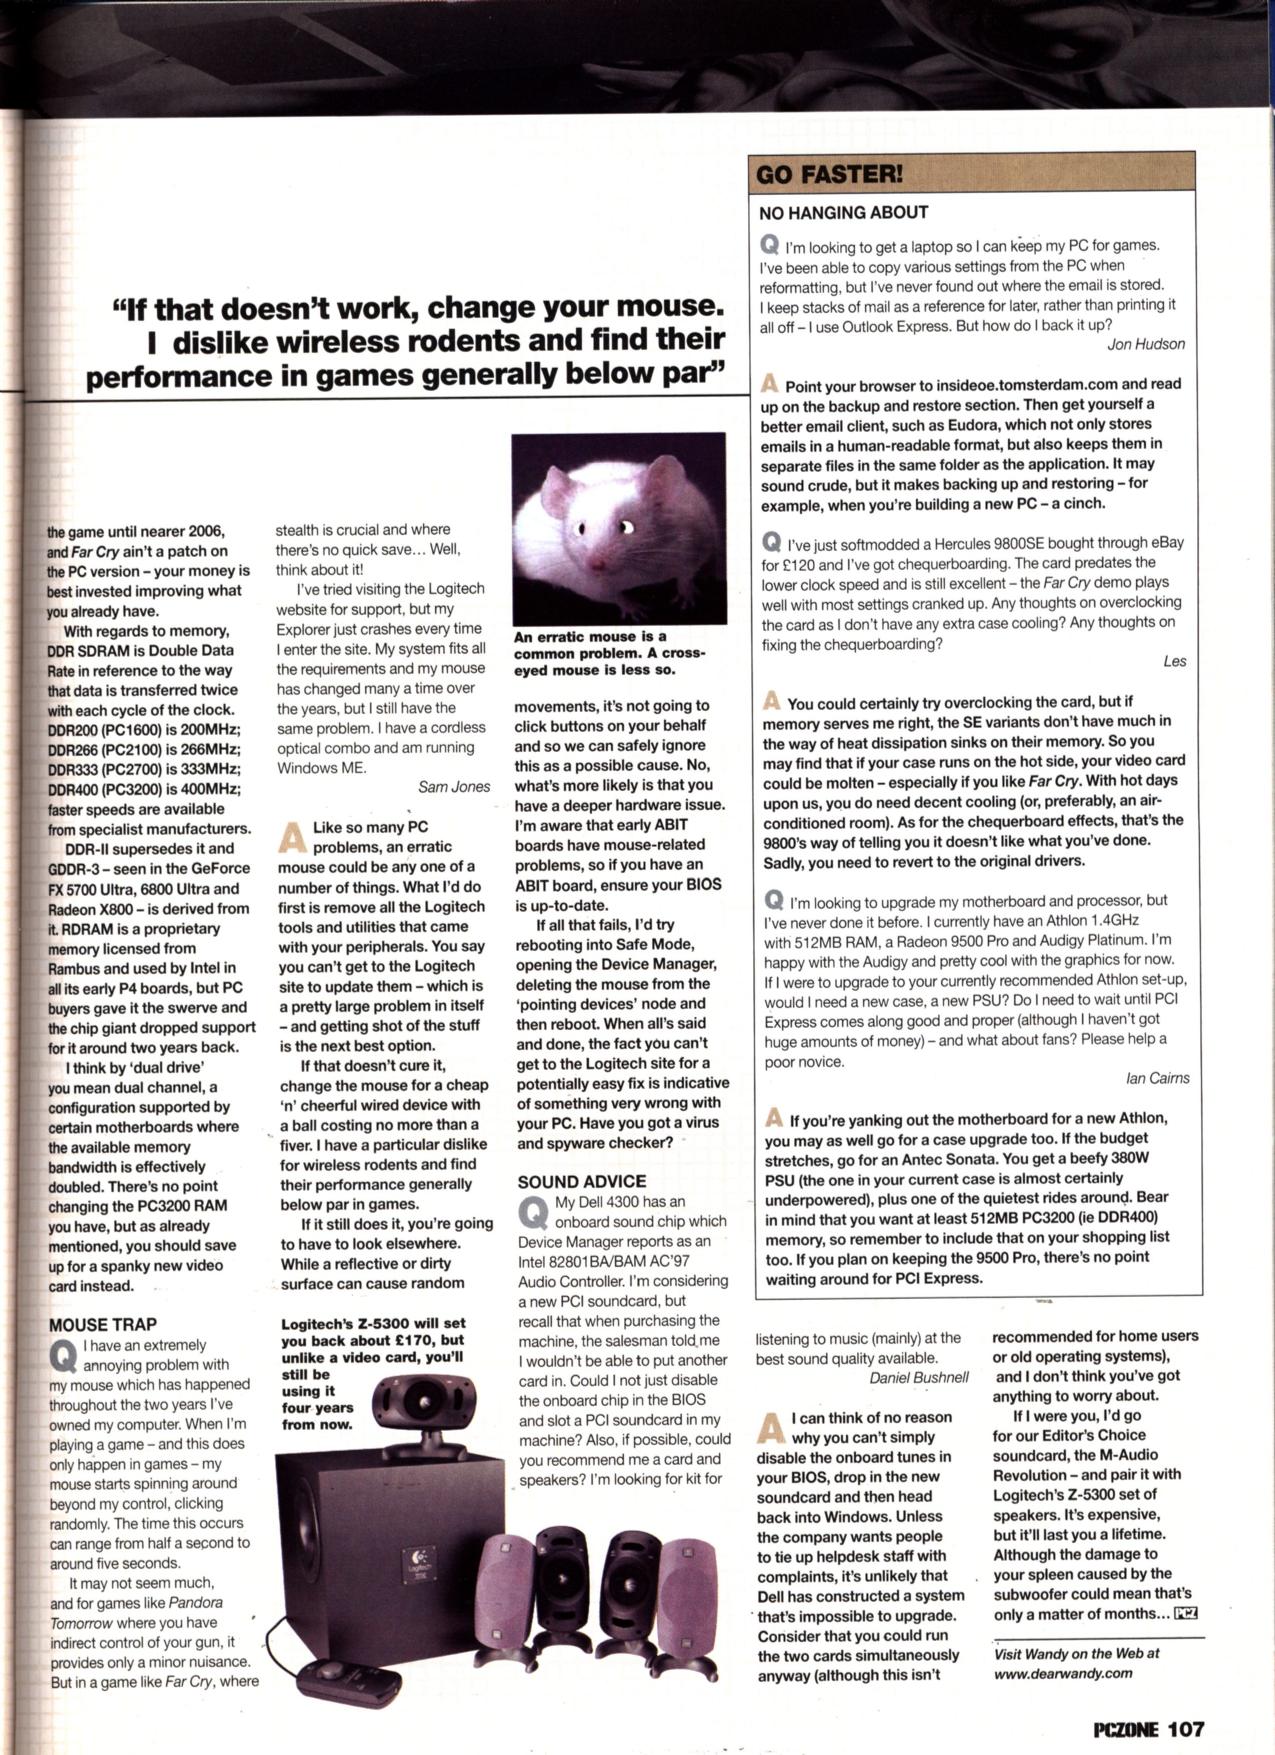 “If that doesn’t work, change your mouse.
I dislike wireless rodents and find their
performance in games generally below par”
the game until nearer 2006,
and Far Cry ain’t a patch on
the PC version – your money is
best invested improving what
you already have.
With regards to memory,
DDR SDRAM is Double Data
Rate in reference to the way
that data is transferred twice
with each cycle of the clock.
DDR200 (PC1600) is 200MHz;
DDR266 (PC2100) is 266MHz;
DDR333 (PC2700) is 333MHz;
DDR400 (PC3200) is 400MHz;
faster speeds are available
from specialist manufacturers.
DDR-II supersedes it and
GDDR-3 – seen in the GeForce
FX 5700 Ultra, 6800 Ultra and
Radeon X800 – is derived from
it. RDRAM is a proprietary
memory licensed from
Rambus and used by Intel in
all its early P4 boards, but PC
buyers gave it the swerve and
the chip giant dropped support
for it around two years back.
I think by ‘dual drive’
you mean dual channel, a
configuration supported by
certain motherboards where
the available memory
bandwidth is effectively
doubled. There’s no point
changing the PC3200 RAM
you have, but as already
mentioned, you should save
up for a spanky new video
card instead.
MOUSE TRAP
Q I have an extremely
annoying problem with
my mouse which has happened
throughout the two years I’ve
owned my computer. When I’m
playing a game – and this does
only happen in games – my
mouse starts spinning around
beyond my control, clicking
randomly. The time this occurs
can range from half a second to
around five seconds.
It may not seem much,
and for games like Pandora
Tomorrow where you have
indirect control of your gun, it
provides only a minor nuisance.
But in a game like Far Cry, where
stealth is crucial and where
there’s no quick save... Well,
think about it!
I’ve tried visiting the Logitech
website for support, but my
Explorer just crashes every time
I enter the site. My system fits all
the requirements and my mouse
has changed many a time over
the years, but I still have the
same problem. I have a cordless
optical combo and am running
Windows ME.
Sam Jones
A Like so many PC
problems, an erratic
mouse could be any one of a
number of things. What I’d do
first is remove all the Logitech
tools and utilities that came
with your peripherals. You say
you can’t get to the Logitech
site to update them – which is
a pretty large problem in itself
– and getting shot of the stuff
is the next best option.
If that doesn’t cure it,
change the mouse for a cheap
‘n’ cheerful wired device with
a ball costing no more than a
fiver. I have a particular dislike
for wireless rodents and find
their performance generally
below par in games.
If it still does it, you’re going
to have to look elsewhere.
While a reflective or dirty
surface can cause random
Logitech’s Z-5300 will set
you back about £170, but
unlike a video card, you’ll
still be
using it
four years
from now.
Logitech
An erratic mouse is a
common problem. A cross-
eyed mouse is less so.
movements, it’s not going to
click buttons on your behalf
and so we can safely ignore
this as a possible cause. No,
what’s more likely is that you
have a deeper hardware issue.
I’m aware that early ABIT
boards have mouse-related
problems, so if you have an
ABIT board, ensure your BIOS
is up-to-date.
If all that fails, I’d try
rebooting into Safe Mode,
opening the Device Manager,
deleting the mouse from the
‘pointing devices’ node and
then reboot. When all’s said
and done, the fact you can’t
get to the Logitech site for a
potentially easy fix is indicative
of something very wrong with
your PC. Have you got a virus
and spyware checker?
SOUND ADVICE
Q My Dell 4300 has an
onboard sound chip which
Device Manager reports as an
Intel 82801BA/BAM AC’97
Audio Controller. I’m considering
a new PCI soundcard, but
recall that when purchasing the
machine, the salesman told me
I wouldn’t be able to put another
card in. Could I not just disable
the onboard chip in the BIOS
and slot a PCI soundcard in my
machine? Also, if possible, could
you recommend me a card and
speakers? I’m looking for kit for
listening to music (mainly) at the
best sound quality available.
Daniel Bushnell
A I can think of no reason
why you can’t simply
disable the onboard tunes in
your BIOS, drop in the new
soundcard and then head
back into Windows. Unless
the company wants people
to tie up helpdesk staff with
complaints, it’s unlikely that
Dell has constructed a system
that’s impossible to upgrade.
Consider that you could run
the two cards simultaneously
anyway (although this isn’t
recommended for home users
or old operating systems),
and I don’t think you’ve got
anything to worry about.
If I were you, I’d go
for our Editor’s Choice
soundcard, the M-Audio
Revolution – and pair it with
Logitech’s Z-5300 set of
speakers. It’s expensive,
but it’ll last you a lifetime.
Although the damage to
your spleen caused by the
subwoofer could mean that’s
only a matter of months... PCZ
Visit Wandy on the Web at
www.dearwandy.com
GO FASTER!
NO HANGING ABOUT
Q I’m looking to get a laptop so I can keep my PC for games.
I’ve been able to copy various settings from the PC when
reformatting, but I’ve never found out where the email is stored.
I keep stacks of mail as a reference for later, rather than printing it
all off – I use Outlook Express. But how do I back it up?
Jon Hudson
A Point your browser to insideoe.tomsterdam.com and read
up on the backup and restore section. Then get yourself a
better email client, such as Eudora, which not only stores
emails in a human-readable format, but also keeps them in
separate files in the same folder as the application. It may
sound crude, but it makes backing up and restoring – for
example, when you’re building a new PC – a cinch.
Q I’ve just softmodded a Hercules 9800SE bought through eBay
for £120 and I’ve got chequerboarding. The card predates the
lower clock speed and is still excellent – the Far Cry demo plays
well with most settings cranked up. Any thoughts on overclocking
the card as I don’t have any extra case cooling? Any thoughts on
fixing the chequerboarding?
Les
A You could certainly try overclocking the card, but if
memory serves me right, the SE variants don’t have much in
the way of heat dissipation sinks on their memory. So you
may find that if your case runs on the hot side, your video card
could be molten – especially if you like Far Cry. With hot days
upon us, you do need decent cooling (or, preferably, an air-
conditioned room). As for the chequerboard effects, that’s the
9800’s way of telling you it doesn’t like what you’ve done.
Sadly, you need to revert to the original drivers.
Q I’m looking to upgrade my motherboard and processor, but
I’ve never done it before. I currently have an Athlon 1.4GHz
with 512MB RAM, a Radeon 9500 Pro and Audigy Platinum. I’m
happy with the Audigy and pretty cool with the graphics for now.
If I were to upgrade to your currently recommended Athlon set-up,
would I need a new case, a new PSU? Do I need to wait until PCI
Express comes along good and proper (although I haven’t got
huge amounts of money) – and what about fans? Please help a
poor novice.
Ian Cairns
A If you’re yanking out the motherboard for a new Athlon,
you may as well go for a case upgrade too. If the budget
stretches, go for an Antec Sonata. You get a beefy 380W
PSU (the one in your current case is almost certainly
underpowered), plus one of the quietest rides around. Bear
in mind that you want at least 512MB PC3200 (ie DDR400)
memory, so remember to include that on your shopping list
too. If you plan on keeping the 9500 Pro, there’s no point
waiting around for PCI Express.
PCZONE 107